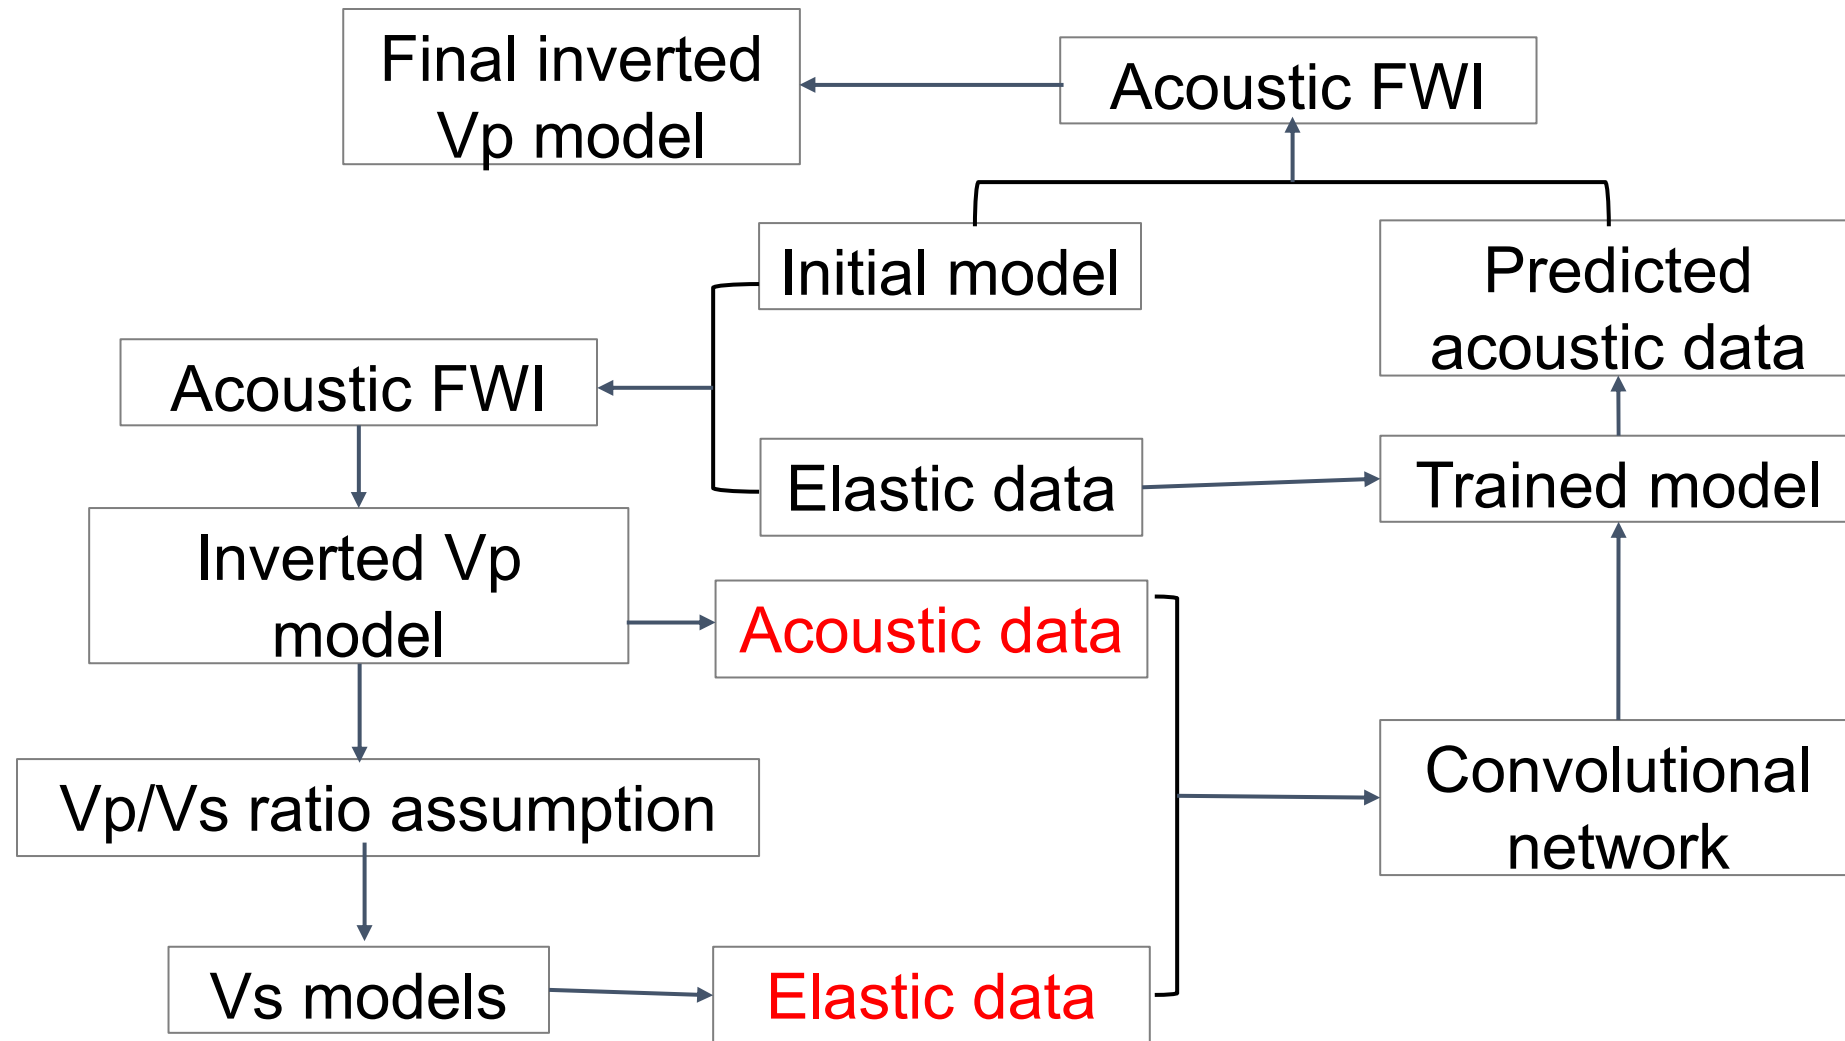 Final inverted
Vp model
Acoustic FWI
Initial model
Predicted
acoustic data
Acoustic FWI
Elastic data
Trained model
Inverted Vp
model
Acoustic data
Vp/Vs ratio assumption
Convolutional
network
Vs models
Elastic data